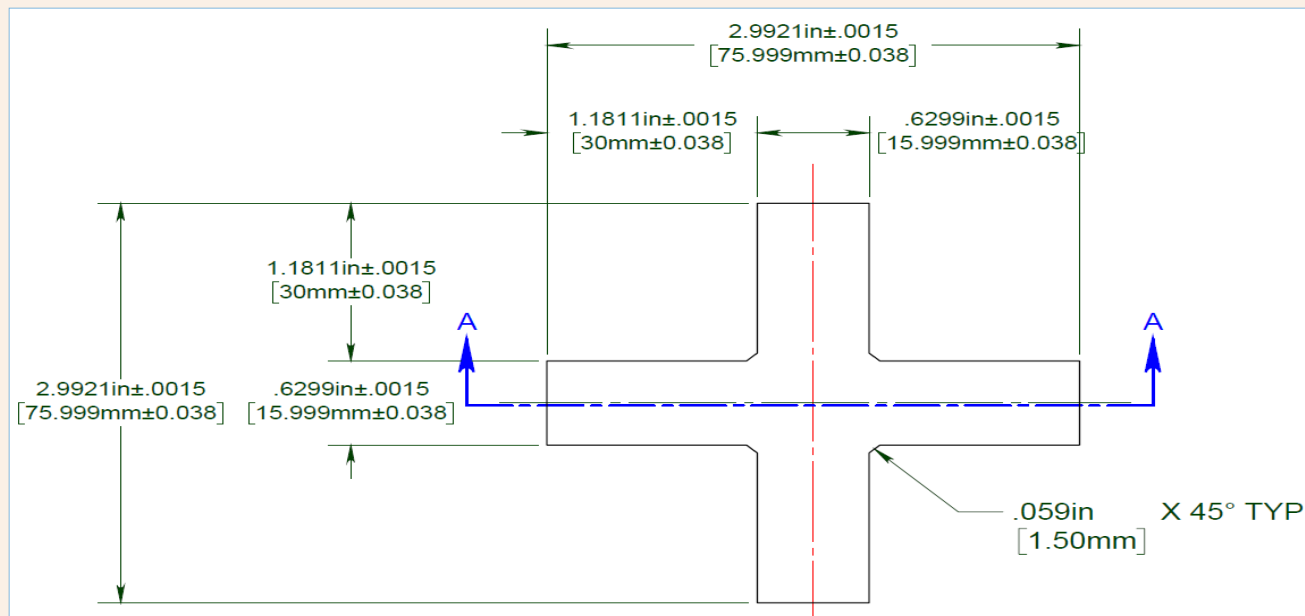 2.9921in±.0015
[75.999mm±0.038]
1.1811in±.0015
[30mm±0.038]
.6299in±.0015
[15.999mm±0.038]
1.1811in±.0015
[30mm±0.038]
A
A
2.9921in±.0015
[75.999mm±0.038]
.6299in±.0015
[15.999mm±0.038]
.059in X 45° TYP
[1.50mm]